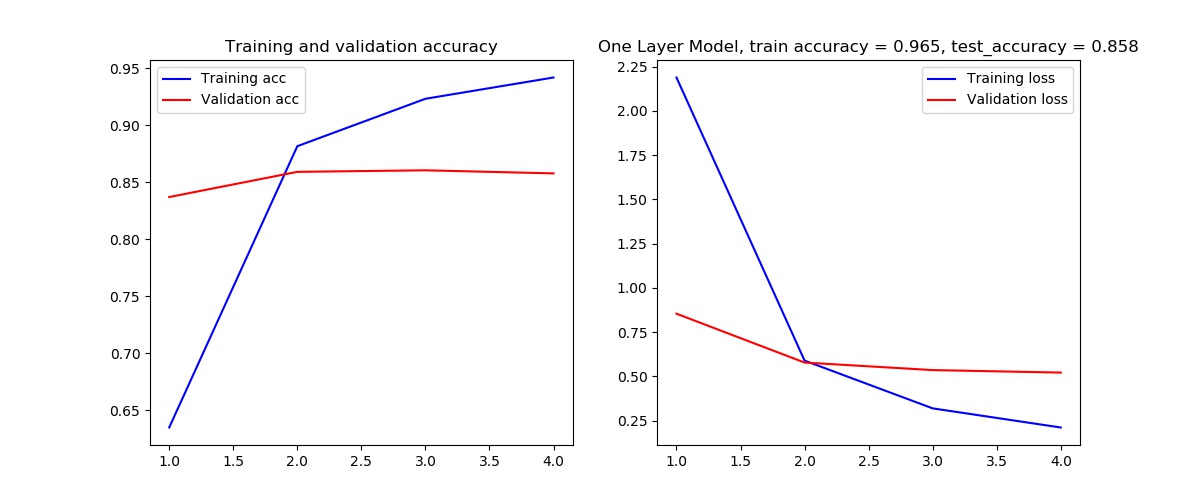 Training and validation accuracy
Training acc
Validation acc
0.95
0.90
0.85
0.80
0.75
0.70
0.65
1.0 1.5 2.0 2.5 3.0 3.5 4.0
One Layer Model, train accuracy = 0.965, test_accuracy = 0.858
Training loss
Validation loss
2.25
2.00
1.75
1.50
1.25
1.00
0.75
0.50
0.25
1.0 1.5 2.0 2.5 3.0 3.5 4.0